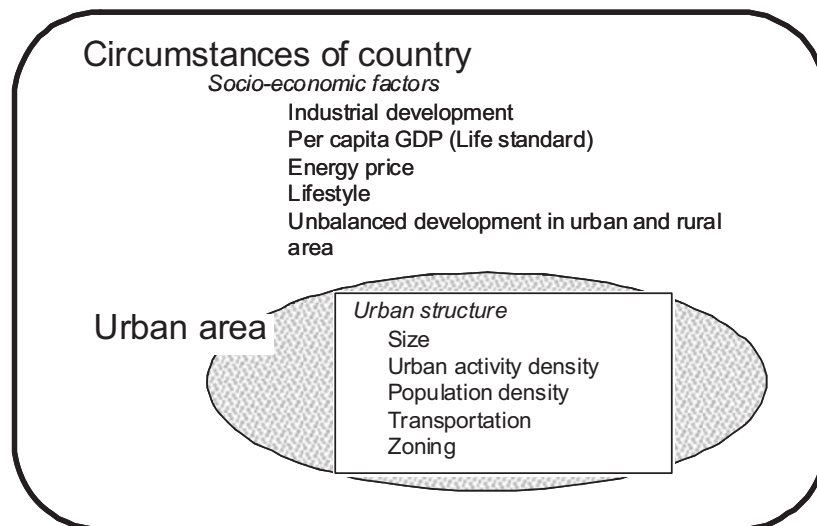 Circumstances of country
Socio-economic factors
Industrial development
Per capita GDP (Life standard)
Energy price
Lifestyle
Unbalanced development in urban and rural
area
Urban area
Urban structure
Size
Urban activity density
Population density
Transportation
Zoning